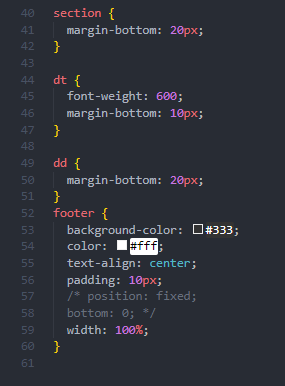 40 section {
41 margin-bottom: 20px;
42 }
43
44 dt {
45 font-weight: 600;
46 margin-bottom: 10px;
47 }
48
49 dd {
50 margin-bottom: 20px;
51 }
52 footer {
53 background-color: #333;
54 color: #fff;
55 text-align: center;
56 padding: 10px;
57 /* position: fixed;
58 bottom: 0; */
59 width: 100%;
60 }
61